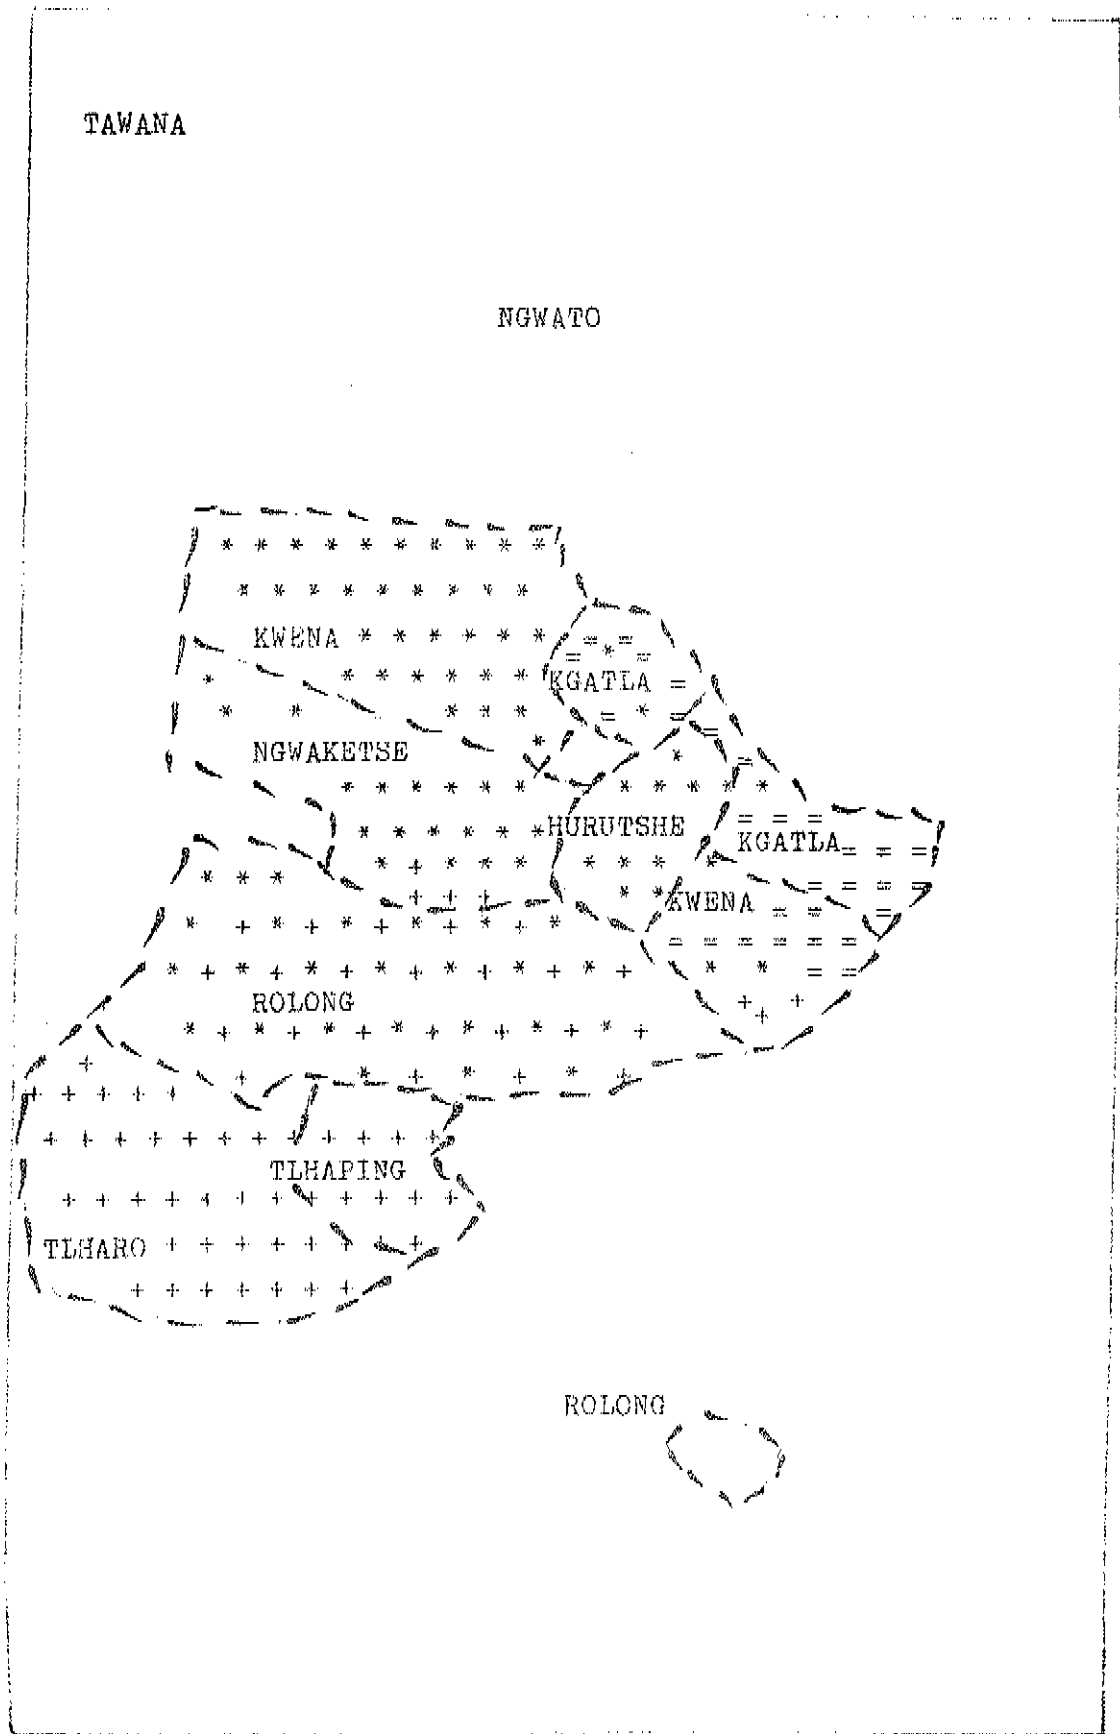 TAWANA
NGWATO
KWENA
KGATLA
NGWAKETSE
HURUTSHE
KGATLA
KWENA
ROLONG
TLHAPING
TLHARO
ROLONG